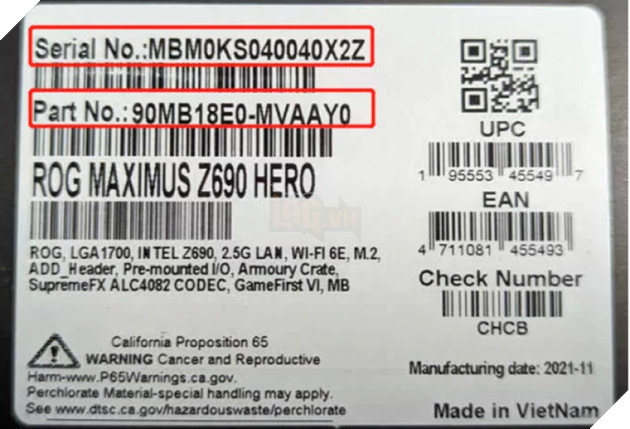 Serial No.:MBM0KS040040X2Z
Part No.:90MB18E0-MVAAY0
ROG MAXIMUS Z690 HERO
ROG, LGA1700, INTEL Z690, 2.5G LAN, WI-FI 6E, M.2,
ADD_Header, Pre-mounted I/O, Armoury Crate,
SupremeFX ALC4082 CODEC, GameFirst VI, MB
California Proposition 65
WARNING Cancer and Reproductive
Harm-www.P65Warnings.ca.gov.
Perchlorate Material-special handling may apply.
See www.dtsc.ca.gov/hazardouswaste/perchlorate
UPC
1 95553 45549 7
EAN
4 711081 455493
Check Number
CHCB
Manufacturing date: 2021-11
Made in VietNam